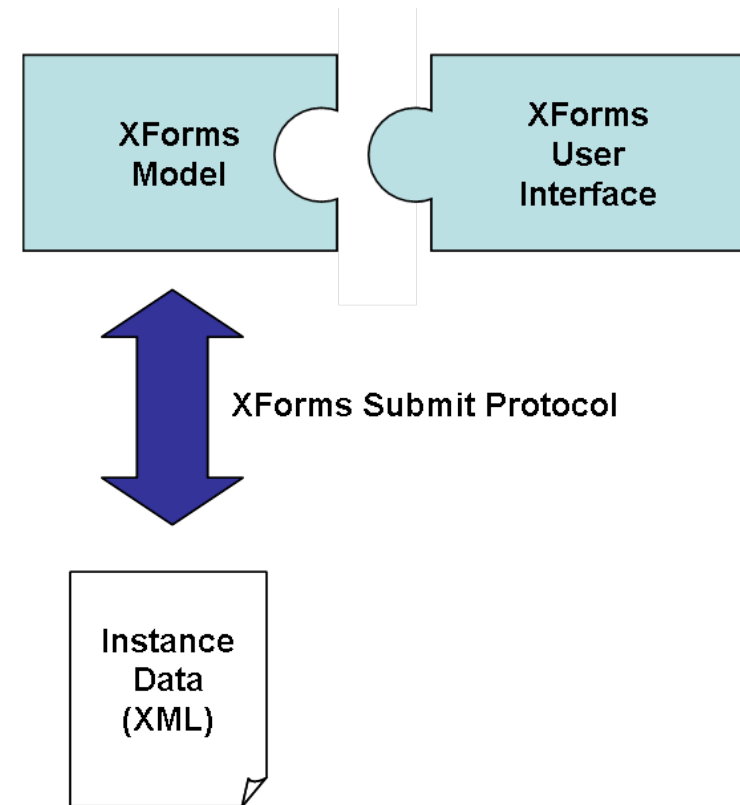 XForms
Model
XForms
User
Interface
XForms Submit Protocol
Instance
Data
(XML)